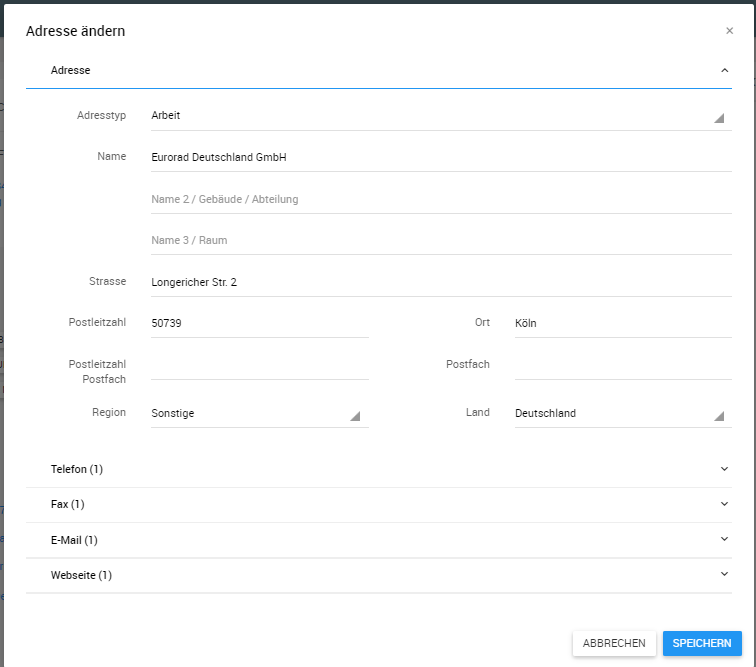 Adresse ändern
×
Adresse
Adresstyp Arbeit
Name Eurorad Deutschland GmbH
Name 2 / Gebäude / Abteilung
Name 3 / Raum
Strasse Longericher Str. 2
Postleitzahl 50739 Ort Köln
Postleitzahl Postfach
Postfach
Region Sonstige Land Deutschland
Telefon (1)
Fax (1)
E-Mail (1)
Webseite (1)
ABBRECHEN SPEICHERN